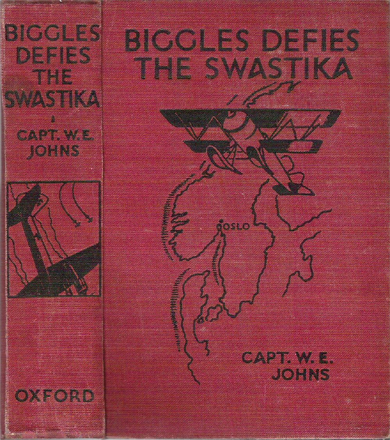 BIGGLES
DEFIES
THE
SWASTIKA
CAPT. W. E.
JOHNS
OXFORD
BIGGLES DEFIES
THE SWASTIKA
OSLO
CAPT. W. E.
JOHNS